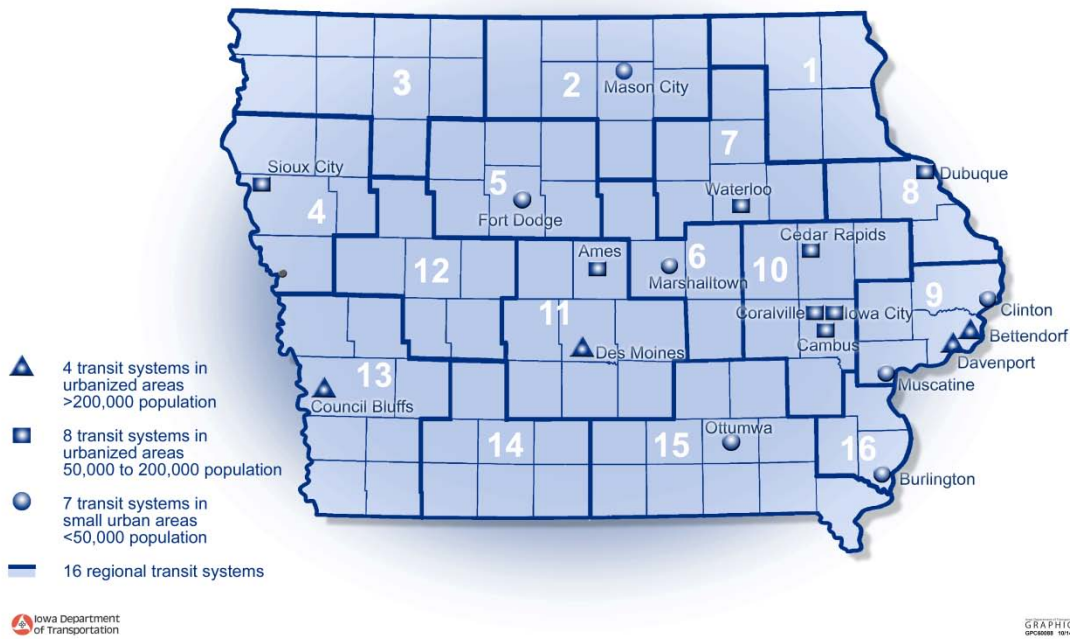 1
2
3
Mason City
7
Sioux City
Dubuque
5
Waterloo
8
4
Fort Dodge
Cedar Rapids
Ames
6
12
10
Marshalltown
9
11
Coralville
Iowa City
Clinton
Cambus
Bettendorf
Des Moines
Davenport
13
Muscatine
Council Bluffs
14
15
Ottumwa
16
Burlington
4 transit systems in
urbanized areas
>200,000 population
8 transit systems in
urbanized areas
50,000 to 200,000 population
7 transit systems in
small urban areas
<50,000 population
16 regional transit systems
Iowa Department
of Transportation